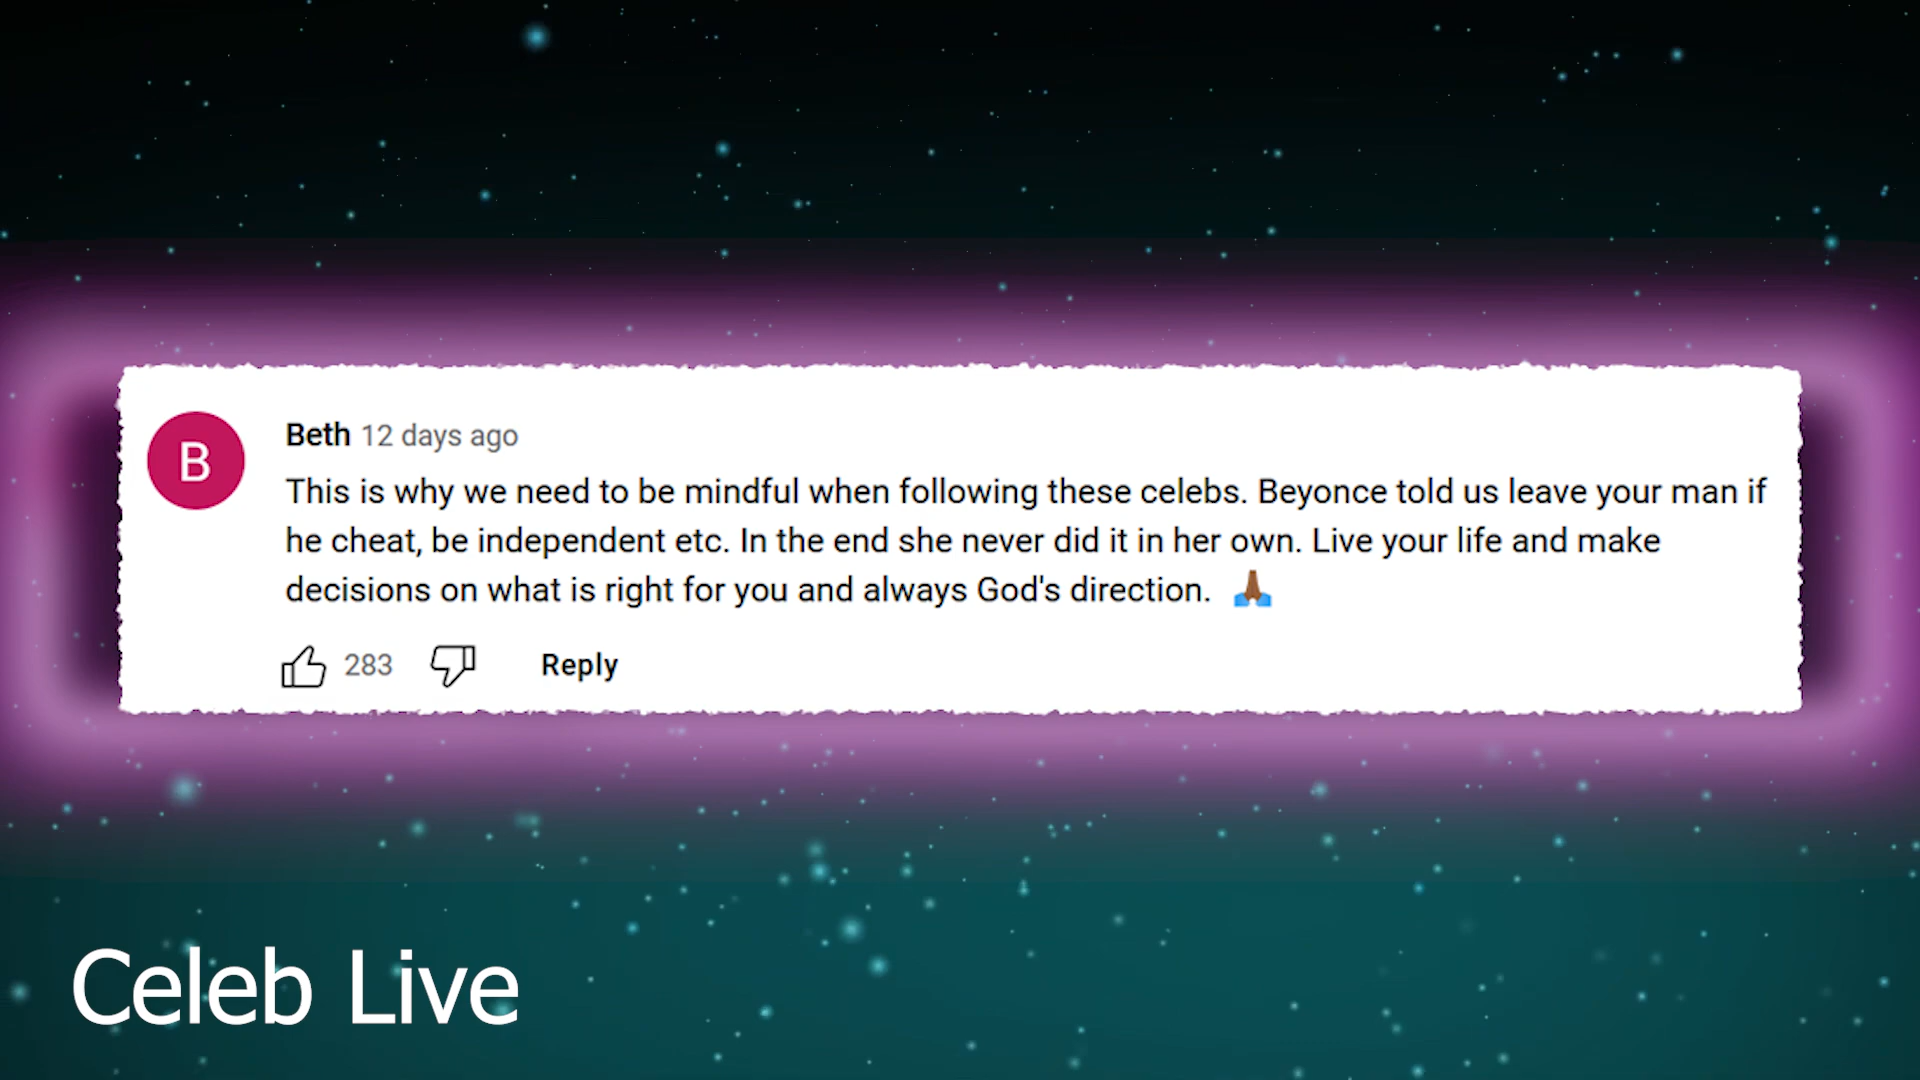 B
Beth 12 days ago
This is why we need to be mindful when following these celebs. Beyonce told us leave your man if
he cheat, be independent etc. In the end she never did it in her own. Live your life and make
decisions on what is right for you and always God's direction. 🙏🏾
283 Reply
Celeb Live